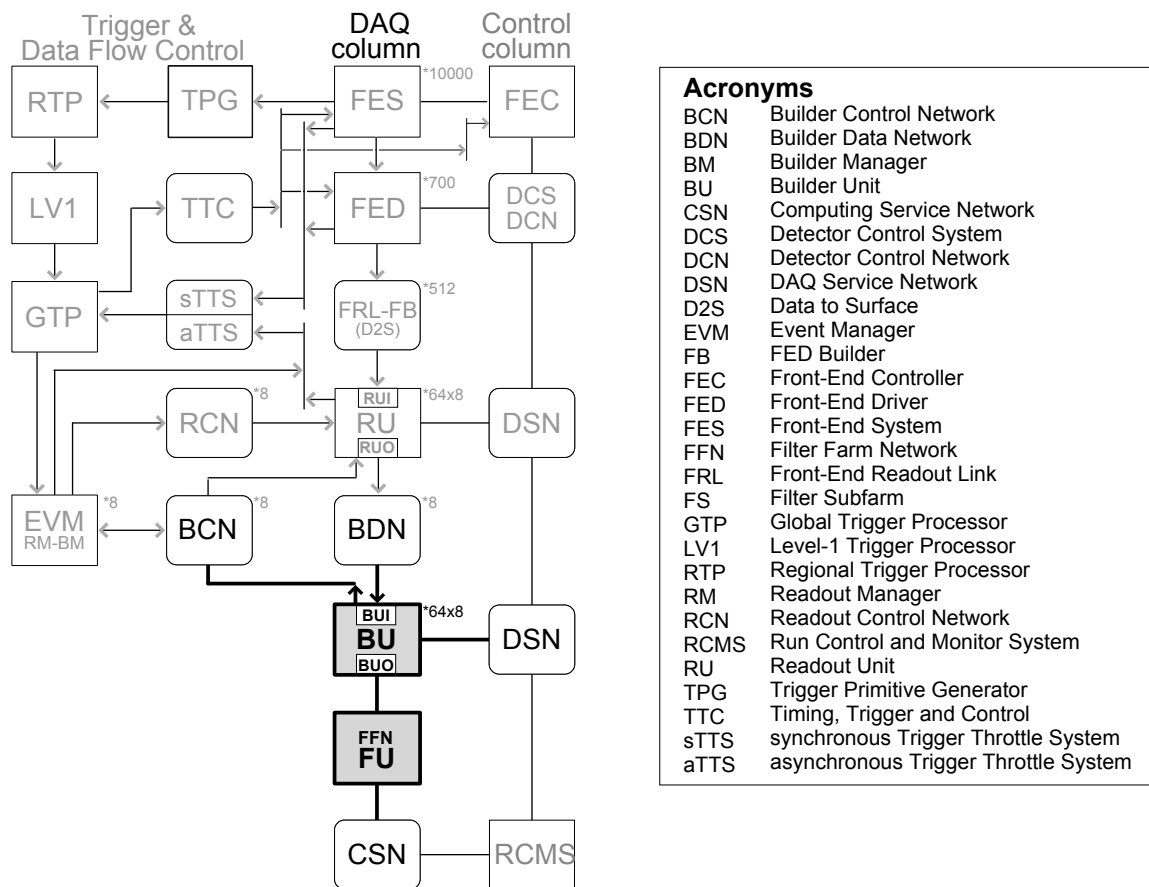 Trigger &
Data Flow Control
DAQ
column
Control
column
RTP
TPG
FES
*10000
FEC
LV1
TTC
FED
*700
DCS
DCN
GTP
sTTS
aTTS
FRL-FB
(D2S)
*512
RCN
*8
RUI
RU
RUO
*64x8
DSN
EVM
RM-BM
*8
BCN
*8
BDN
*8
BUI
BU
BUO
*64x8
DSN
FFN
FU
CSN
RCMS
Acronyms
BCN Builder Control Network
BDN Builder Data Network
BM Builder Manager
BU Builder Unit
CSN Computing Service Network
DCS Detector Control System
DCN Detector Control Network
DSN DAQ Service Network
D2S Data to Surface
EVM Event Manager
FB FED Builder
FEC Front-End Controller
FED Front-End Driver
FES Front-End System
FFN Filter Farm Network
FRL Front-End Readout Link
FS Filter Subfarm
GTP Global Trigger Processor
LV1 Level-1 Trigger Processor
RTP Regional Trigger Processor
RM Readout Manager
RCN Readout Control Network
RCMS Run Control and Monitor System
RU Readout Unit
TPG Trigger Primitive Generator
TTC Timing, Trigger and Control
sTTS synchronous Trigger Throttle System
aTTS asynchronous Trigger Throttle System